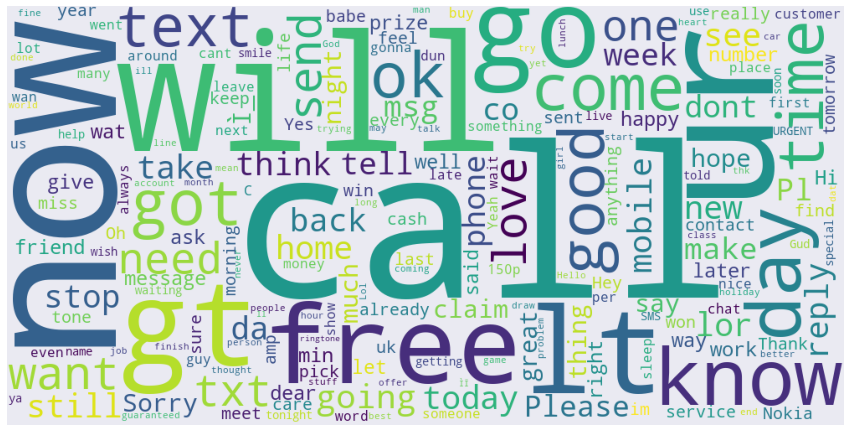 fine
year
went
text
prize
babe
feel
man
God
gonna
dun
buy
try
yet
lunch
one
really
use
heart
car
customer
see
number
place
soon
lot
around
smile
life
send
ok
go
week
done
many
cant
wan
world
now
will
leave
keep
ill
night
msg
come
dont
first
time
tomorrow
us
help
wat
line
next
Yes
trying
every
may
talk
co
something
sent
live
happy
start
URGENT
ur
give
always
take
account
month
mean
think
tell
well
late
wait
phone
love
girl
anything
told
thk
hope
Pl
Hi
miss
Oh
got
c
win
long
Yeah
good
mobile
new
contact
find
dat
friend
wish
ask
back
cash
call
class
make
Gud
special
day
stop
need
morning
never
home
money
last
coming
said
150p
Hello
Hey
later
nice
reply
tone
message
waiting
much
Lol
claim
per
say
holiday
even
name
sure
gt
da
people
hour
show
already
great
draw
problem
thing
SMS
won
chat
lor
Thank
want
job
finish
guy
person
amp
free
ringtone
min
uk
getting
game
lt
right
sleep
way
work
better
ya
still
thought
txt
Sorry
dear
pick
stuff
let
offer
today
Please
know
guaranteed
meet
tonight
care
word
best
going
someone
im
service
end
Nokia